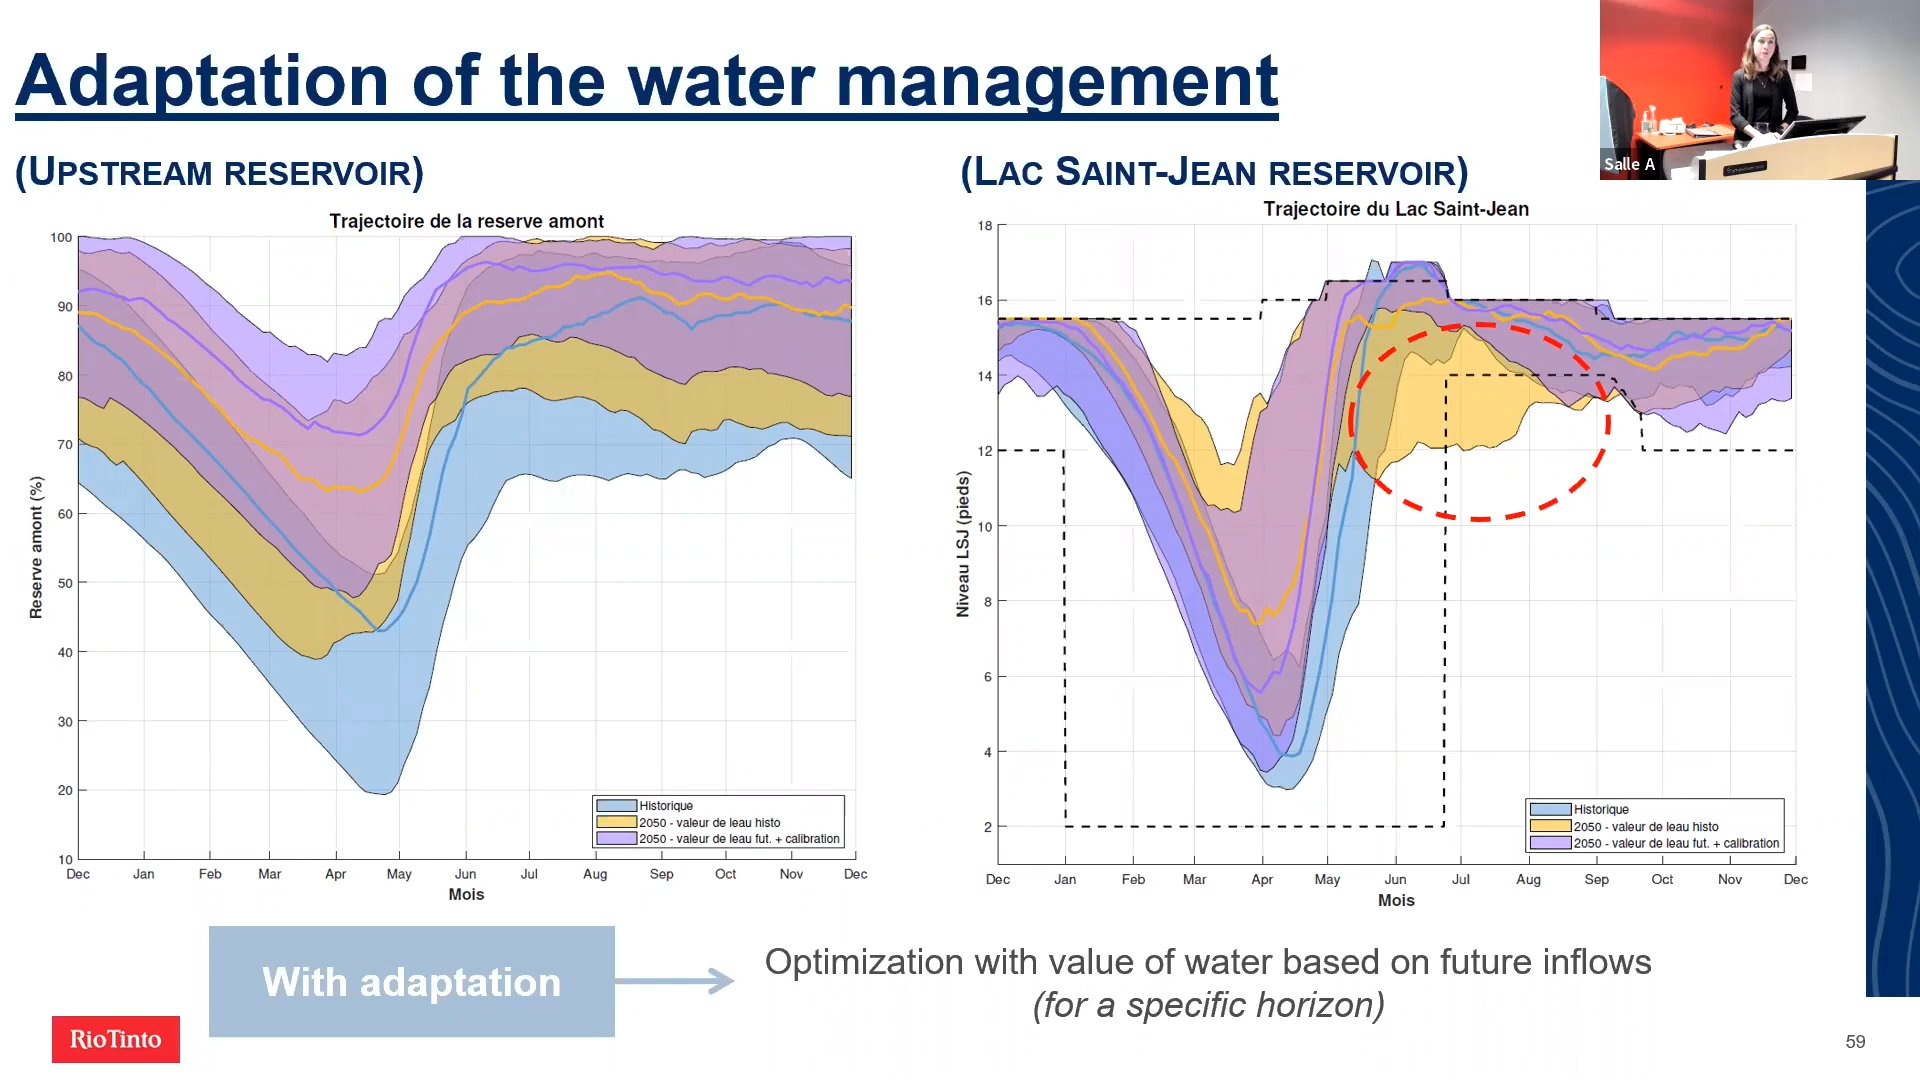 Adaptation of the water management
Salle A
(UPSTREAM RESERVOIR)
(LAC SAINT-JEAN RESERVOIR)
Trajectoire de la reserve amont
100
90
80
70
60
50
40
30
20
10
Reserve amont (%)
Dec Jan Feb Mar Apr May Jun Jul Aug Sep Oct Nov Dec
Mois
Historique
2050 - valeur de leau histo
2050 - valeur de leau fut. + calibration
Trajectoire du Lac Saint-Jean
18
16
14
12
10
8
6
4
2
Niveau LSJ (pieds)
Dec Jan Feb Mar Apr May Jun Jul Aug Sep Oct Nov Dec
Mois
Historique
2050 - valeur de leau histo
2050 - valeur de leau fut. + calibration
With adaptation
Optimization with value of water based on future inflows
(for a specific horizon)
RioTinto
59